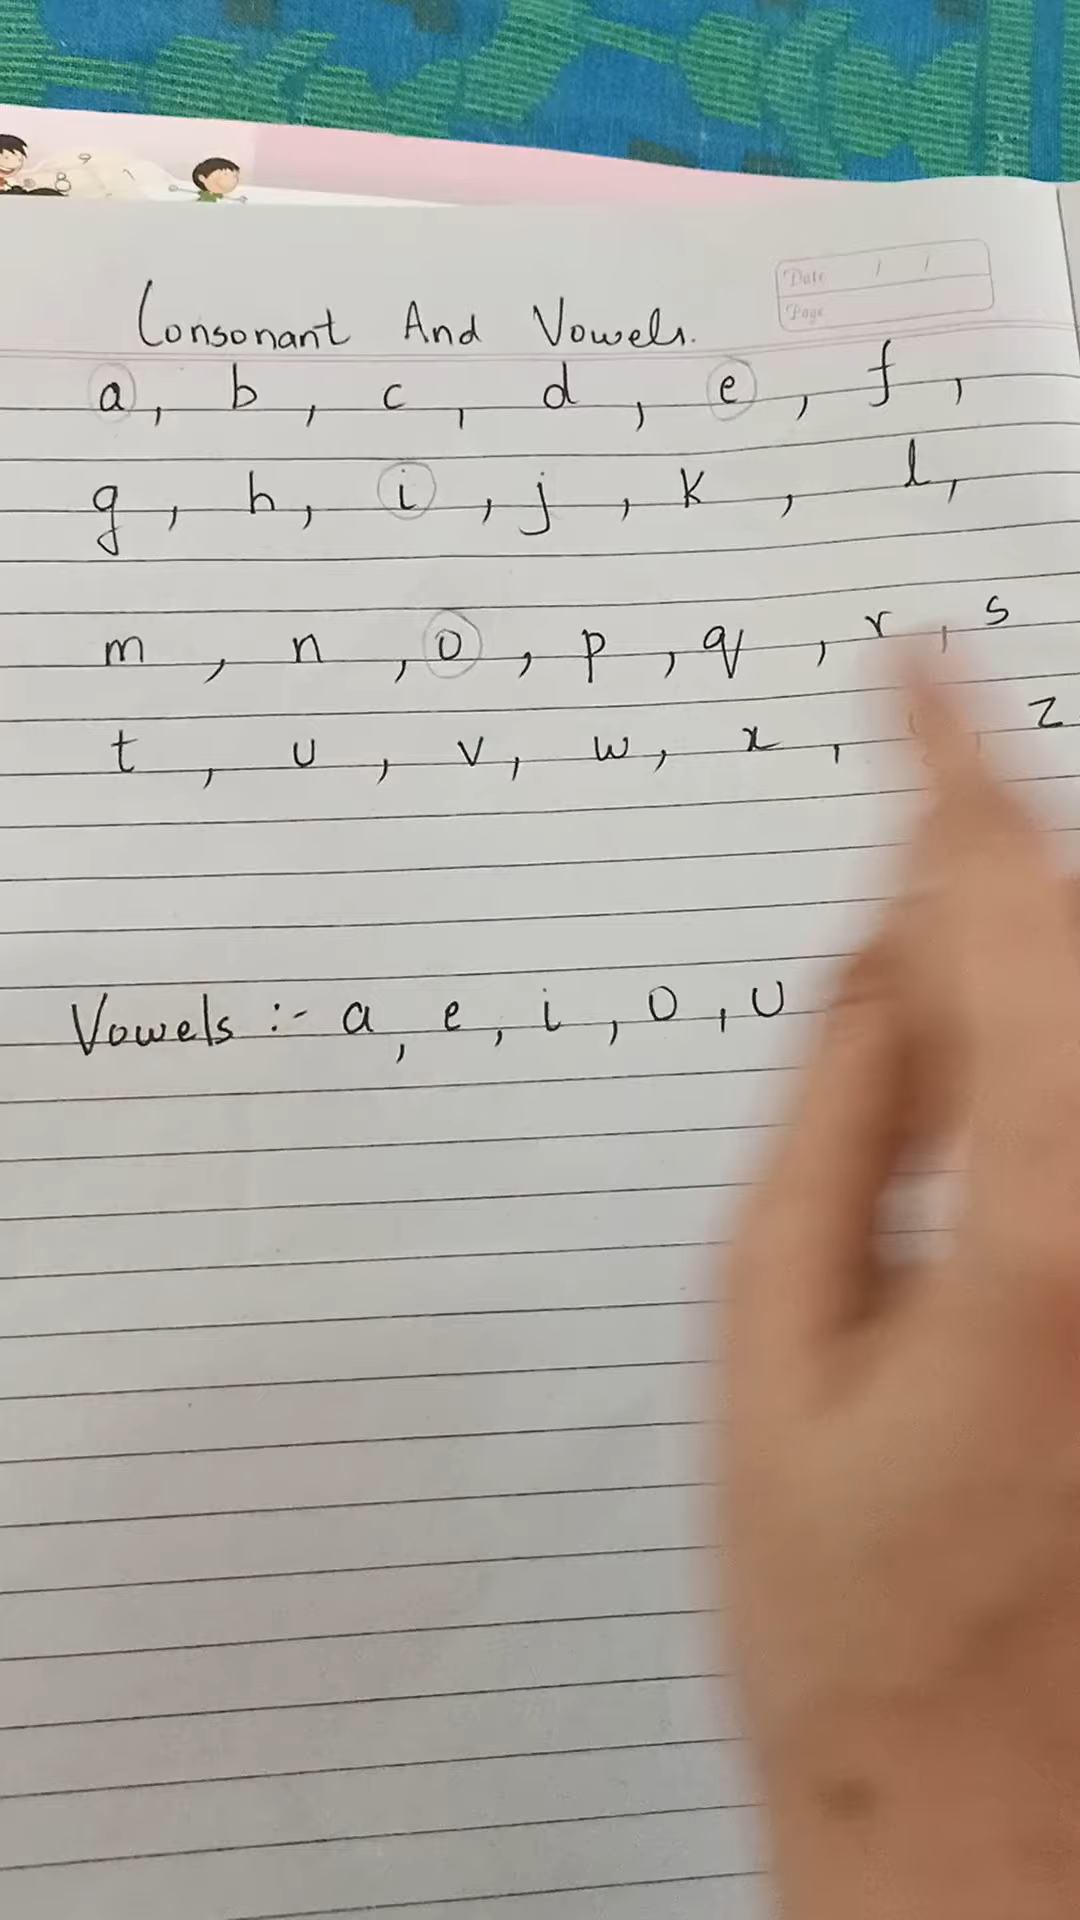 Date / /
Page
Consonant And Vowels.
a, b, c, d, e, f,
g, h, i, j, k, l,
m, n, o, p, q, r, s
t, u, v, w, x, , z
Vowels :- a, e, i, o, u